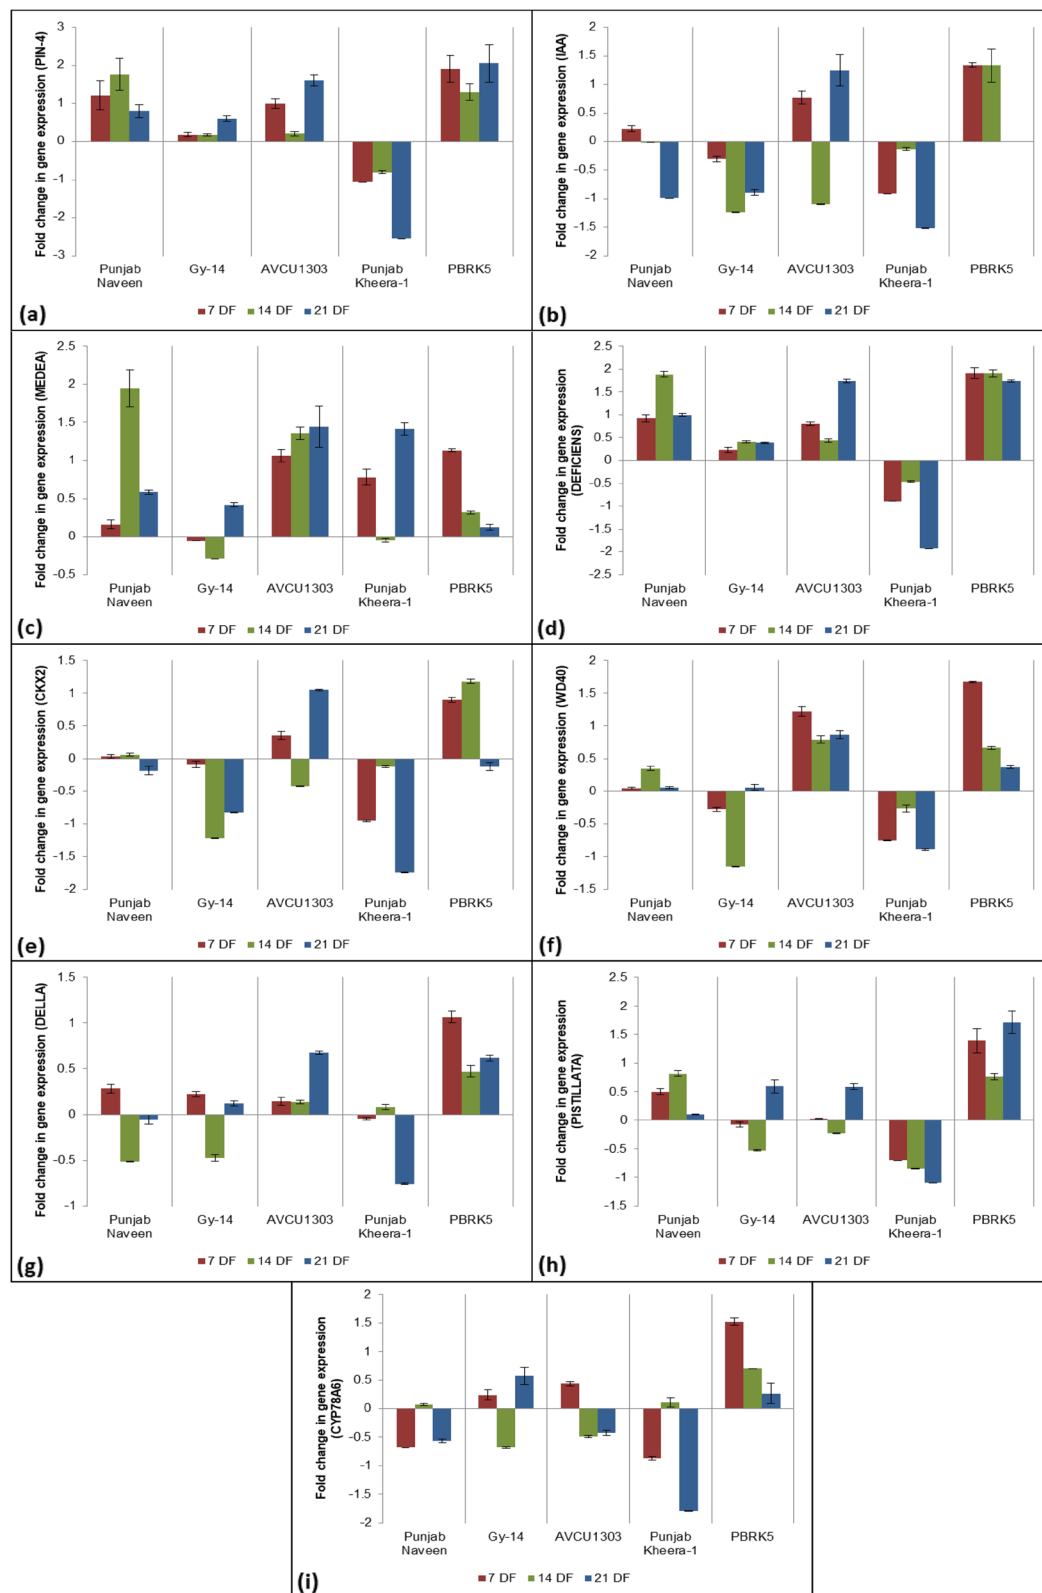 Fold change in gene expression (PIN-4)
3
2
1
0
-1
-2
-3
Punjab Naveen
Gy-14
AVCU1303
Punjab Kheera-1
PBRK5
7 DF 14 DF 21 DF
(a)
Fold change in gene expression (IAA)
2
1.5
1
0.5
0
-0.5
-1
-1.5
-2
Punjab Naveen
Gy-14
AVCU1303
Punjab Kheera-1
PBRK5
7 DF 14 DF 21 DF
(b)
Fold change in gene expression (MEDEA)
2.5
2
1.5
1
0.5
0
-0.5
Punjab Naveen
Gy-14
AVCU1303
Punjab Kheera-1
PBRK5
7 DF 14 DF 21 DF
(c)
Fold change in gene expression
(DEFICIENS)
2.5
2
1.5
1
0.5
0
-0.5
-1
-1.5
-2
-2.5
Punjab Naveen
Gy-14
AVCU1303
Punjab Kheera-1
PBRK5
7 DF 14 DF 21 DF
(d)
Fold change in gene expression (CKX2)
1.5
1
0.5
0
-0.5
-1
-1.5
-2
Punjab Naveen
Gy-14
AVCU1303
Punjab Kheera-1
PBRK5
7 DF 14 DF 21 DF
(e)
Fold change in gene expression (WD40)
2
1.5
1
0.5
0
-0.5
-1
-1.5
Punjab Naveen
Gy-14
AVCU1303
Punjab Kheera-1
PBRK5
7 DF 14 DF 21 DF
(f)
Fold change in gene expression (DELLA)
1.5
1
0.5
0
-0.5
-1
Punjab Naveen
Gy-14
AVCU1303
Punjab Kheera-1
PBRK5
7 DF 14 DF 21 DF
(g)
Fold change in gene expression
(PISTILLATA)
2.5
2
1.5
1
0.5
0
-0.5
-1
-1.5
Punjab Naveen
Gy-14
AVCU1303
Punjab Kheera-1
PBRK5
7 DF 14 DF 21 DF
(h)
Fold change in gene expression
(CYP78A6)
2
1.5
1
0.5
0
-0.5
-1
-1.5
-2
Punjab Naveen
Gy-14
AVCU1303
Punjab Kheera-1
PBRK5
7 DF 14 DF 21 DF
(i)